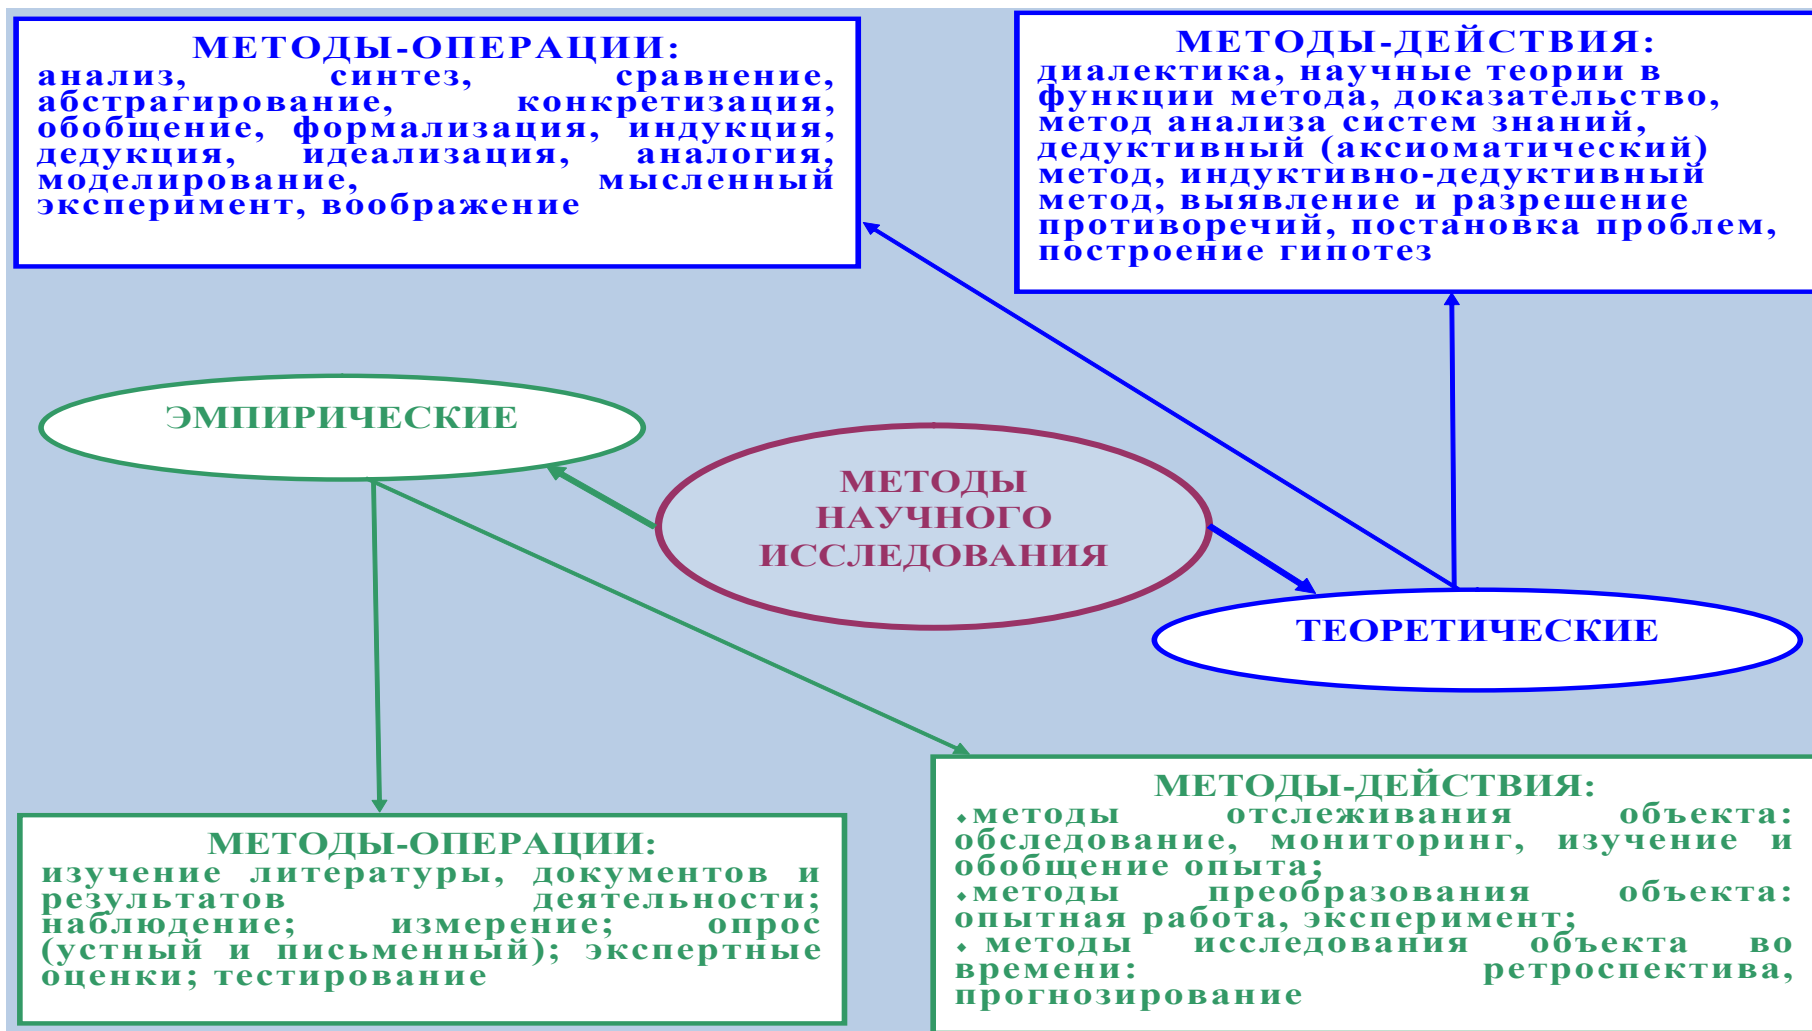 МЕТОДЫ-ОПЕРАЦИИ:
анализ, синтез, сравнение,
абстрагирование, конкретизация,
обобщение, формализация, индукция,
дедукция, идеализация, аналогия,
моделирование, мысленный
эксперимент, воображение
МЕТОДЫ-ДЕЙСТВИЯ:
диалектика, научные теории в
функции метода, доказательство,
метод анализа систем знаний,
дедуктивный (аксиоматический)
метод, индуктивно-дедуктивный
метод, выявление и разрешение
противоречий, постановка проблем,
построение гипотез
ЭМПИРИЧЕСКИЕ
МЕТОДЫ
НАУЧНОГО
ИССЛЕДОВАНИЯ
ТЕОРЕТИЧЕСКИЕ
МЕТОДЫ-ОПЕРАЦИИ:
изучение литературы, документов и
результатов деятельности;
наблюдение; измерение; опрос
(устный и письменный); экспертные
оценки; тестирование
МЕТОДЫ-ДЕЙСТВИЯ:
⬩методы отслеживания объекта:
обследование, мониторинг, изучение и
обобщение опыта;
⬩методы преобразования объекта:
опытная работа, эксперимент;
⬩ методы исследования объекта во
времени: ретроспектива,
прогнозирование